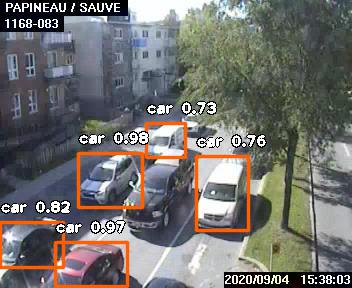 PAPINEAU / SAUVE
1168-083
car 0.73
car 0.98
car 0.76
car 0.82
car 0.97
2020/09/04 15:38:03